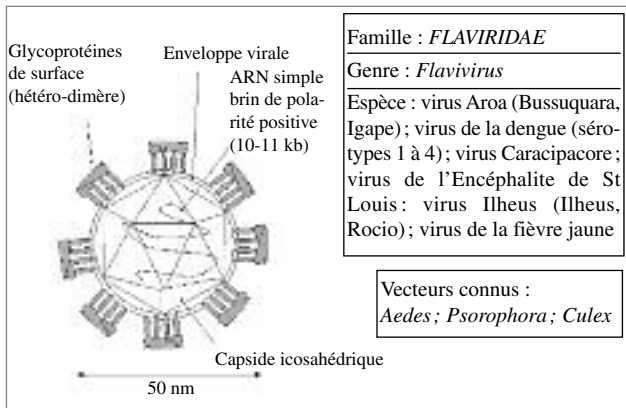 Glycoprotéines
de surface
(hétéro-dimère)
Enveloppe virale
ARN simple
brin de pola-
rité positive
(10-11 kb)
Capside icosahédrique
50 nm
Famille : FLAVIRIDAE
Genre : Flavivirus
Espèce : virus Aroa (Bussuquara,
Igape) ; virus de la dengue (séro-
types 1 à 4) ; virus Caracipacore ;
virus de l'Encéphalite de St
Louis : virus Ilheus (Ilheus,
Rocio) ; virus de la fièvre jaune
Vecteurs connus :
Aedes ; Psorophora ; Culex